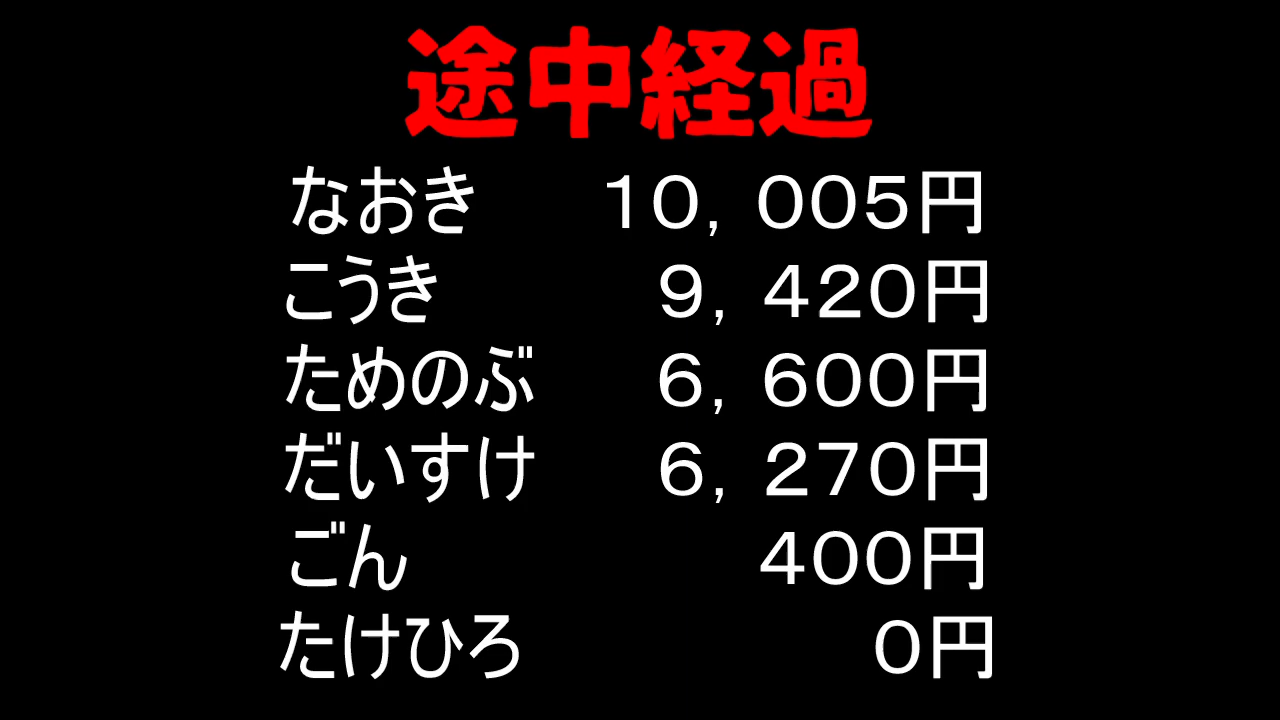 途中経過
なおき 10,005円
こうき 9,420円
ためのぶ 6,600円
だいすけ 6,270円
ごん 400円
たけひろ 0円